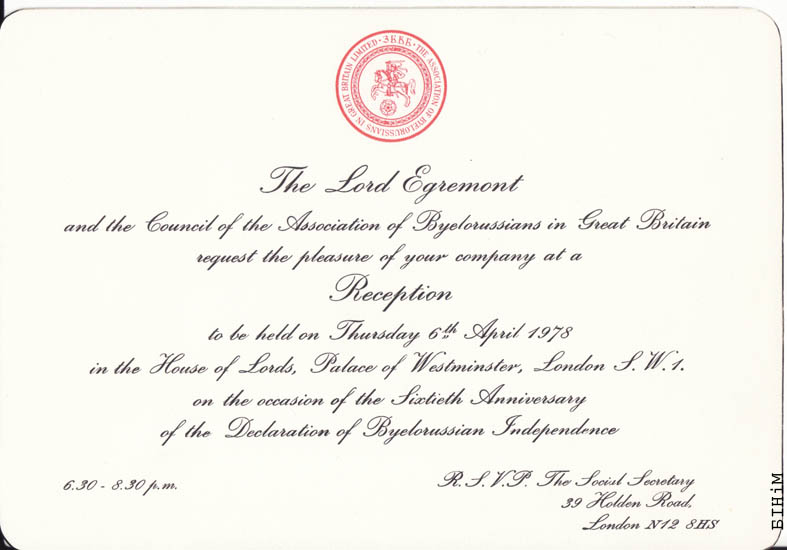 · ЗБВБ · THE ASSOCIATION OF BYELORUSSIANS IN GREAT BRITAIN LIMITED
The Lord Egremont
and the Council of the Association of Byelorussians in Great Britain
request the pleasure of your company at a
Reception
to be held on Thursday 6th April 1978
in the House of Lords, Palace of Westminster, London S.W.1.
on the occasion of the Sixtieth Anniversary
of the Declaration of Byelorussian Independence
6.30 - 8.30 p.m.
R.S.V.P. The Socisl Secretary
39 Holden Road,
London N12 8HS
БІНіМ